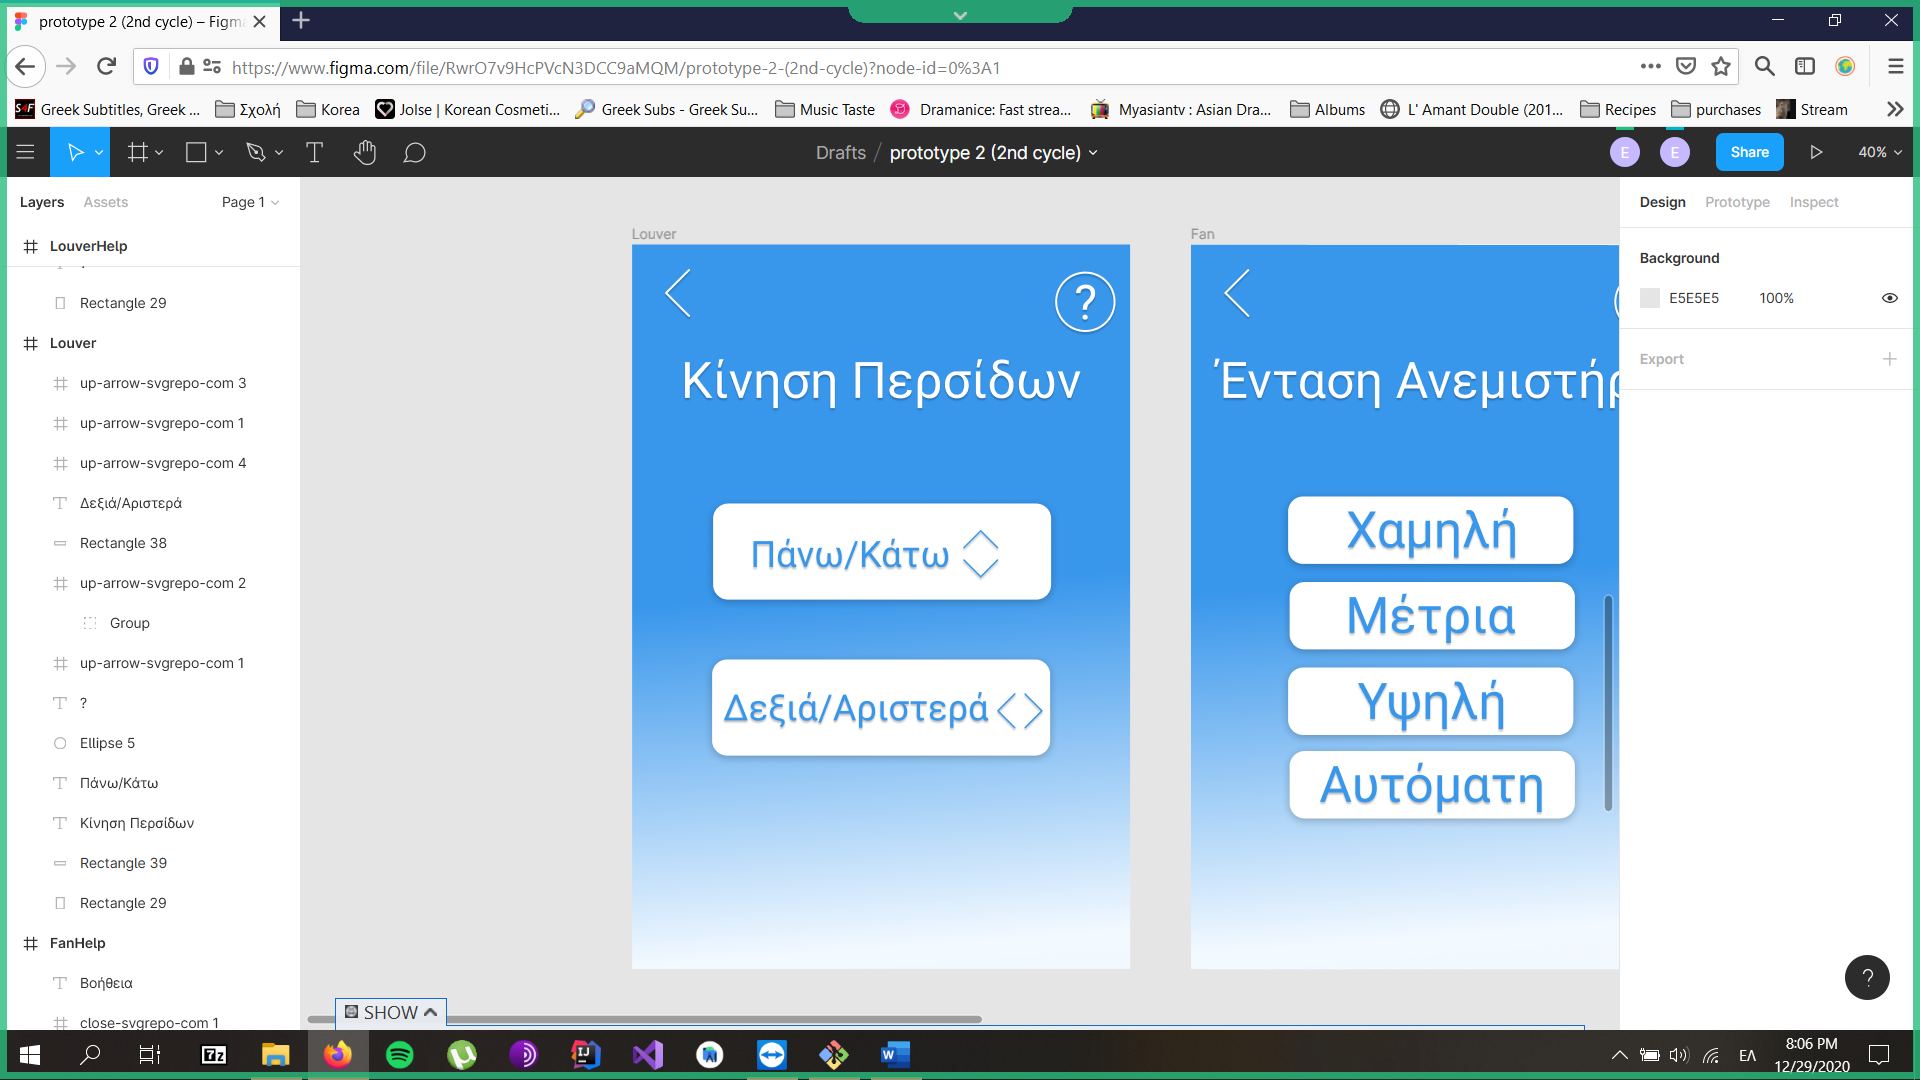 prototype 2 (2nd cycle) – Figma
https://www.figma.com/file/RwrO7v9HcPVcN3DCC9aMQM/prototype-2-(2nd-cycle)?node-id=0%3A1
S4F Greek Subtitles, Greek ... Σχολή Korea Jolse | Korean Cosmeti... Greek Subs - Greek Su... Music Taste Dramanice: Fast strea... Myasiantv : Asian Dra... Albums L' Amant Double (201... Recipes purchases Stream
Drafts / prototype 2 (2nd cycle)
E E Share 40%
Layers Assets Page 1
LouverHelp
Rectangle 29
Louver
up-arrow-svgrepo-com 3
up-arrow-svgrepo-com 1
up-arrow-svgrepo-com 4
Δεξιά/Αριστερά
Rectangle 38
up-arrow-svgrepo-com 2
Group
up-arrow-svgrepo-com 1
?
Ellipse 5
Πάνω/Κάτω
Κίνηση Περσίδων
Rectangle 39
Rectangle 29
FanHelp
Βοήθεια
close-svgrepo-com 1
Louver
?
Κίνηση Περσίδων
Πάνω/Κάτω
Δεξιά/Αριστερά
Fan
Ένταση Ανεμιστήρ
Χαμηλή
Μέτρια
Υψηλή
Αυτόματη
Design Prototype Inspect
Background
E5E5E5 100%
Export
?
SHOW
7z
IJ
W
ΕΛ
8:06 PM
12/29/2020